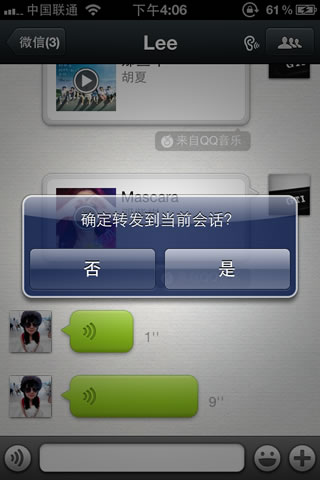 中国联通 下午4:06 61%
微信(3) Lee
胡夏
来自QQ音乐
Mascara
确定转发到当前会话?
否 是
1''
9''